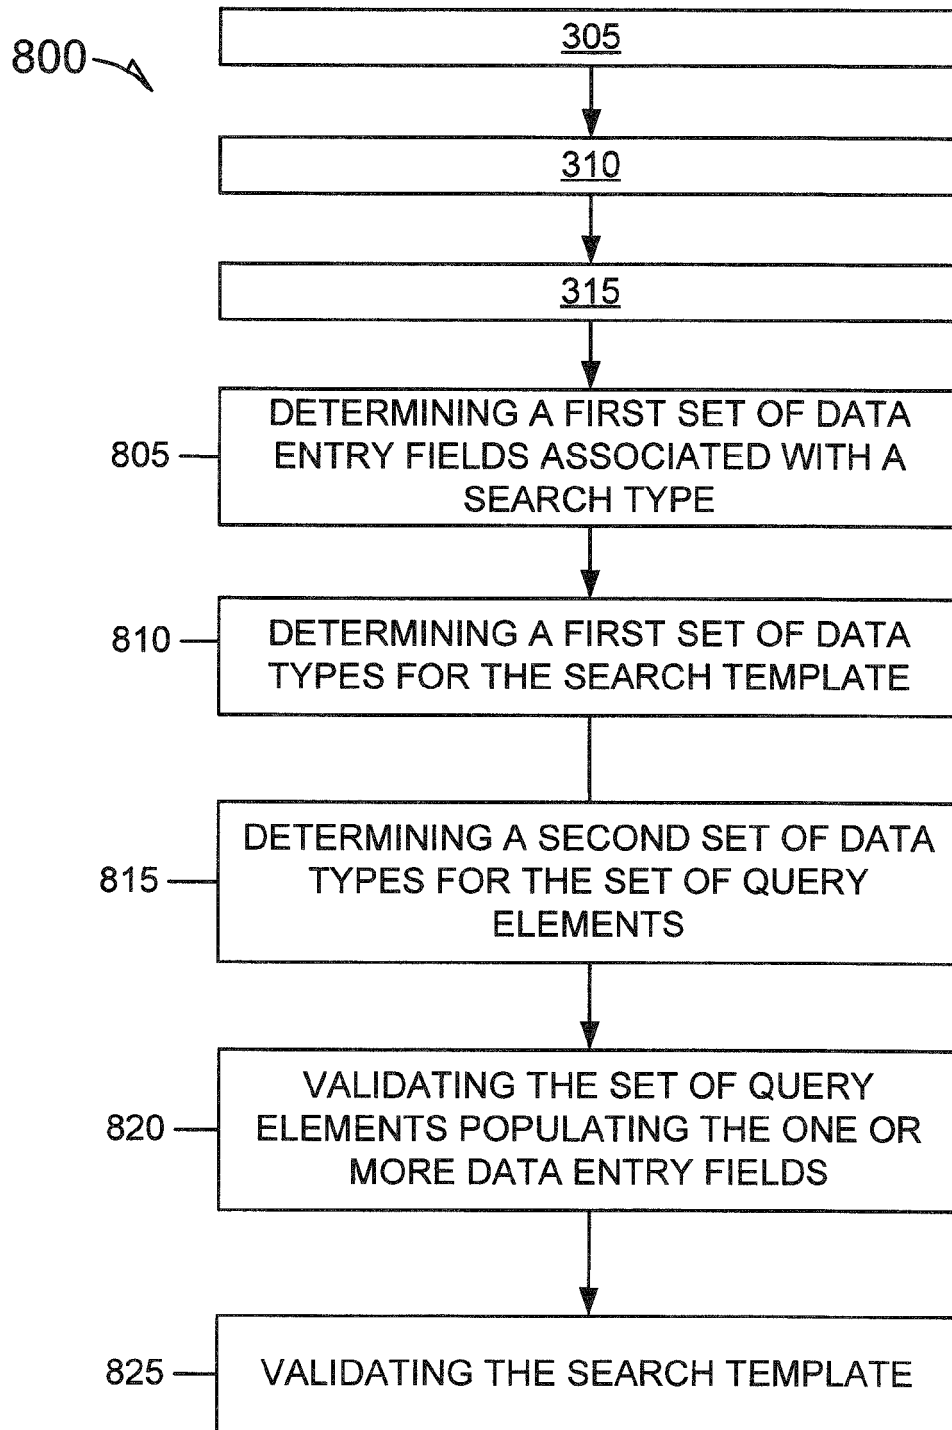 800
305
310
315
805
DETERMINING A FIRST SET OF DATA
ENTRY FIELDS ASSOCIATED WITH A
SEARCH TYPE
810
DETERMINING A FIRST SET OF DATA
TYPES FOR THE SEARCH TEMPLATE
815
DETERMINING A SECOND SET OF DATA
TYPES FOR THE SET OF QUERY
ELEMENTS
820
VALIDATING THE SET OF QUERY
ELEMENTS POPULATING THE ONE OR
MORE DATA ENTRY FIELDS
825
VALIDATING THE SEARCH TEMPLATE